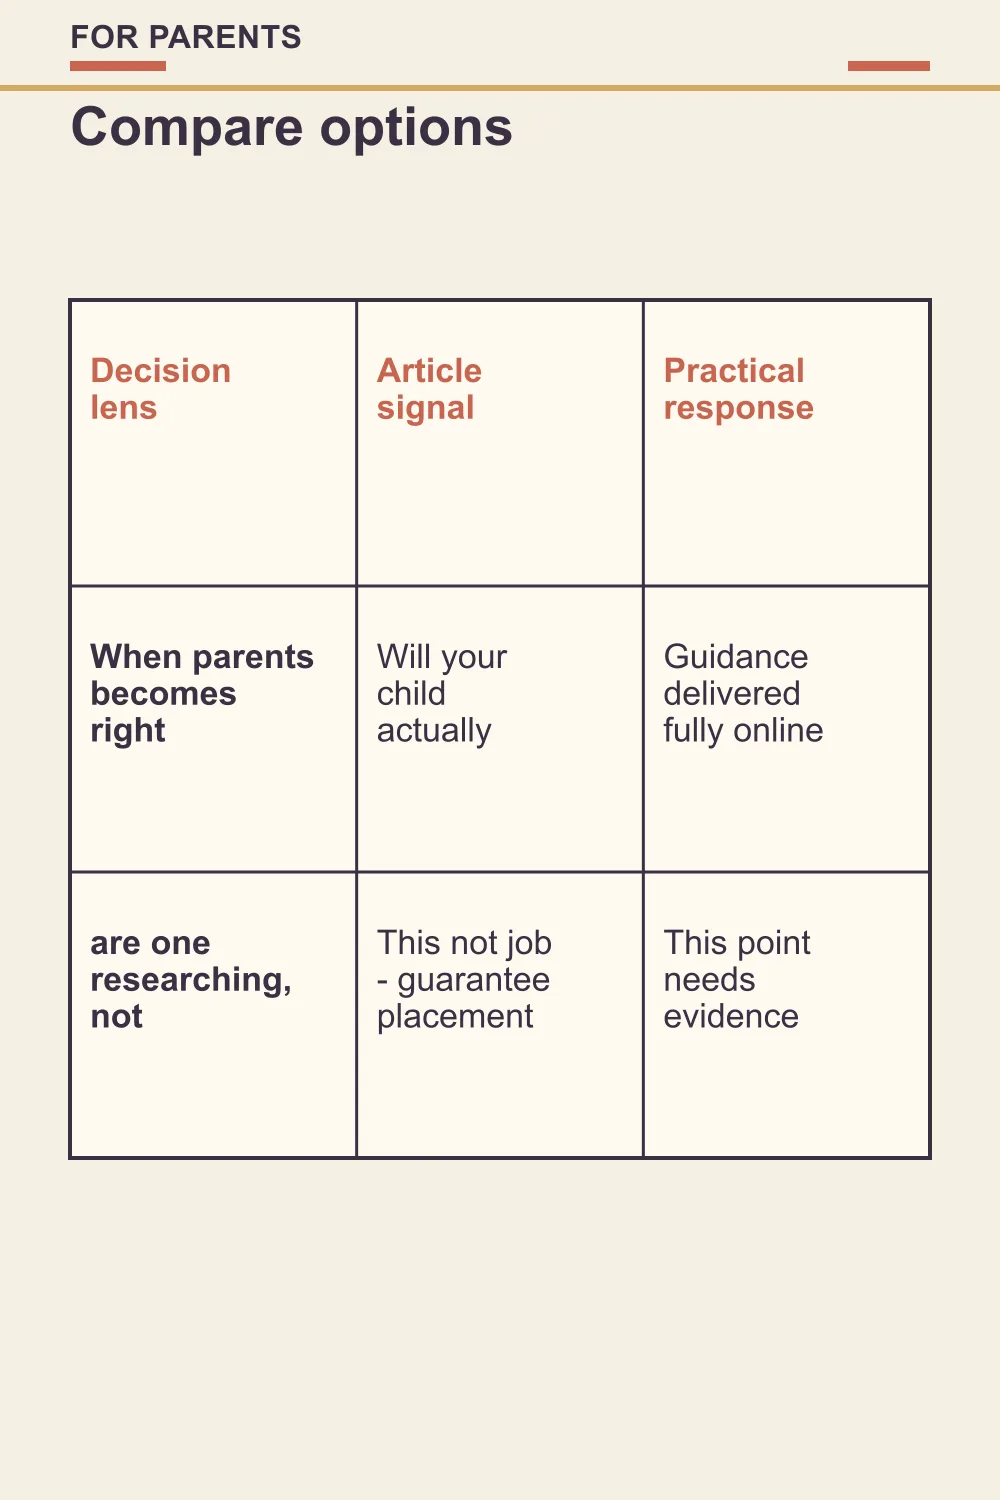 FOR PARENTS
Compare options
Decision
lens
Article
signal
Practical
response
When parents
becomes
right
Will your
child
actually
Guidance
delivered
fully online
are one
researching,
not
This not job
- guarantee
placement
This point
needs
evidence